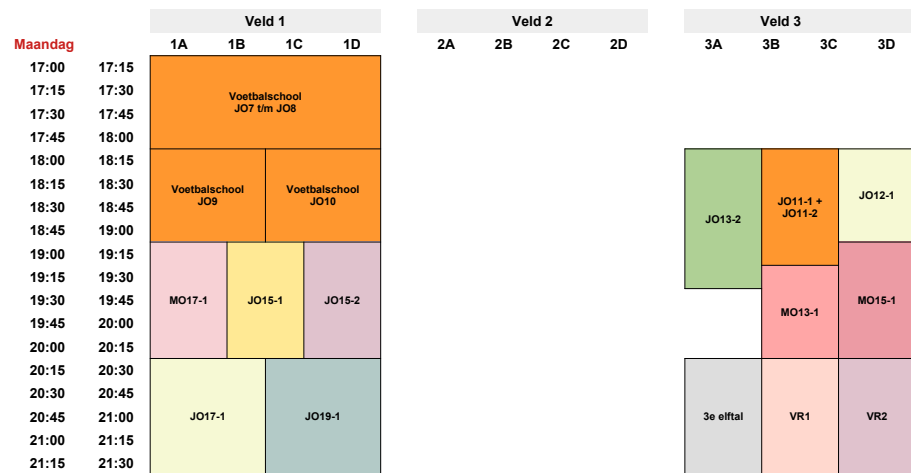 Veld 1 Veld 2 Veld 3
Maandag 1A 1B 1C 1D 2A 2B 2C 2D 3A 3B 3C 3D
17:00 17:15
17:15 17:30
Voetbalschool
JO7 t/m JO8
17:30 17:45
17:45 18:00
18:00 18:15
18:15 18:30
Voetbalschool
JO9
Voetbalschool
JO10
JO13-2
JO11-1 +
JO11-2
JO12-1
18:30 18:45
18:45 19:00
19:00 19:15
19:15 19:30
19:30 19:45 MO17-1 JO15-1 JO15-2 MO13-1 MO15-1
19:45 20:00
20:00 20:15
20:15 20:30
20:30 20:45
20:45 21:00 JO17-1 JO19-1 3e elftal VR1 VR2
21:00 21:15
21:15 21:30